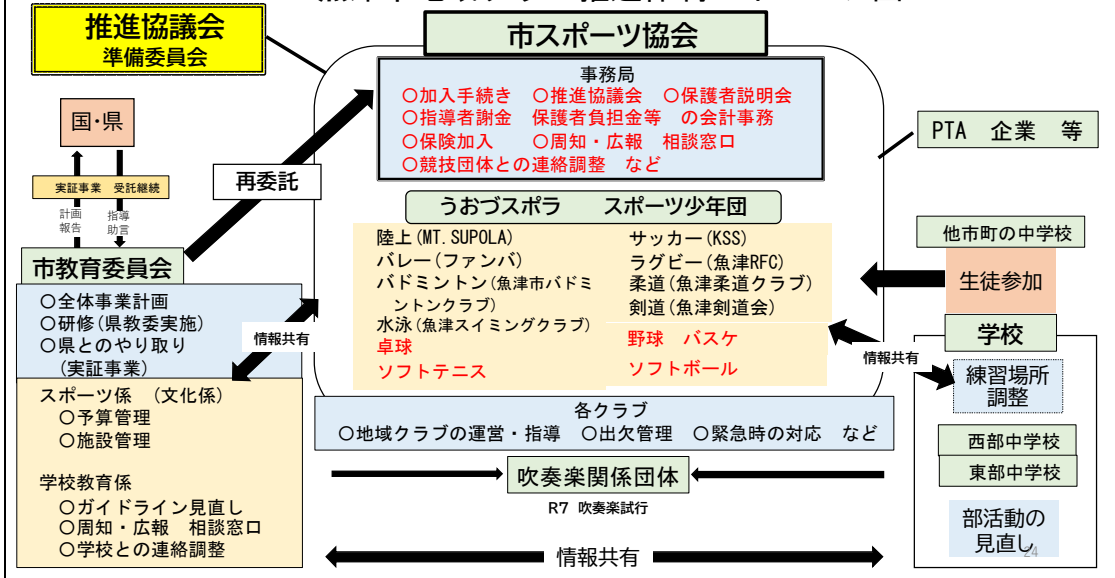 推進協議会
準備委員会
市スポーツ協会
事務局
○加入手続き　○推進協議会　○保護者説明会
○指導者謝金　保護者負担金等　の会計事務
○保険加入　　○周知・広報　相談窓口
○競技団体との連絡調整　など
国・県
実証事業　受託継続
計画
報告
指導
助言
再委託
PTA　企業　等
うおづスポラ　　スポーツ少年団
陸上(MT.SUPOLA)
バレー(ファンバ)
バドミントン(魚津市バドミ
ントンクラブ)
水泳(魚津スイミングクラブ)
卓球
ソフトテニス
サッカー(KSS)
ラグビー(魚津RFC)
柔道(魚津柔道クラブ)
剣道(魚津剣道会)
野球　バスケ
ソフトボール
他市町の中学校
生徒参加
市教育委員会
○全体事業計画
○研修(県教委実施)
○県とのやり取り
(実証事業)
情報共有
スポーツ係　(文化係)
○予算管理
○施設管理
学校教育係
○ガイドライン見直し
○周知・広報　相談窓口
○学校との連絡調整
情報共有
学校
練習場所
調整
西部中学校
東部中学校
部活動の
見直し
各クラブ
○地域クラブの運営・指導　○出欠管理　○緊急時の対応　など
吹奏楽関係団体
R7 吹奏楽試行
情報共有
24